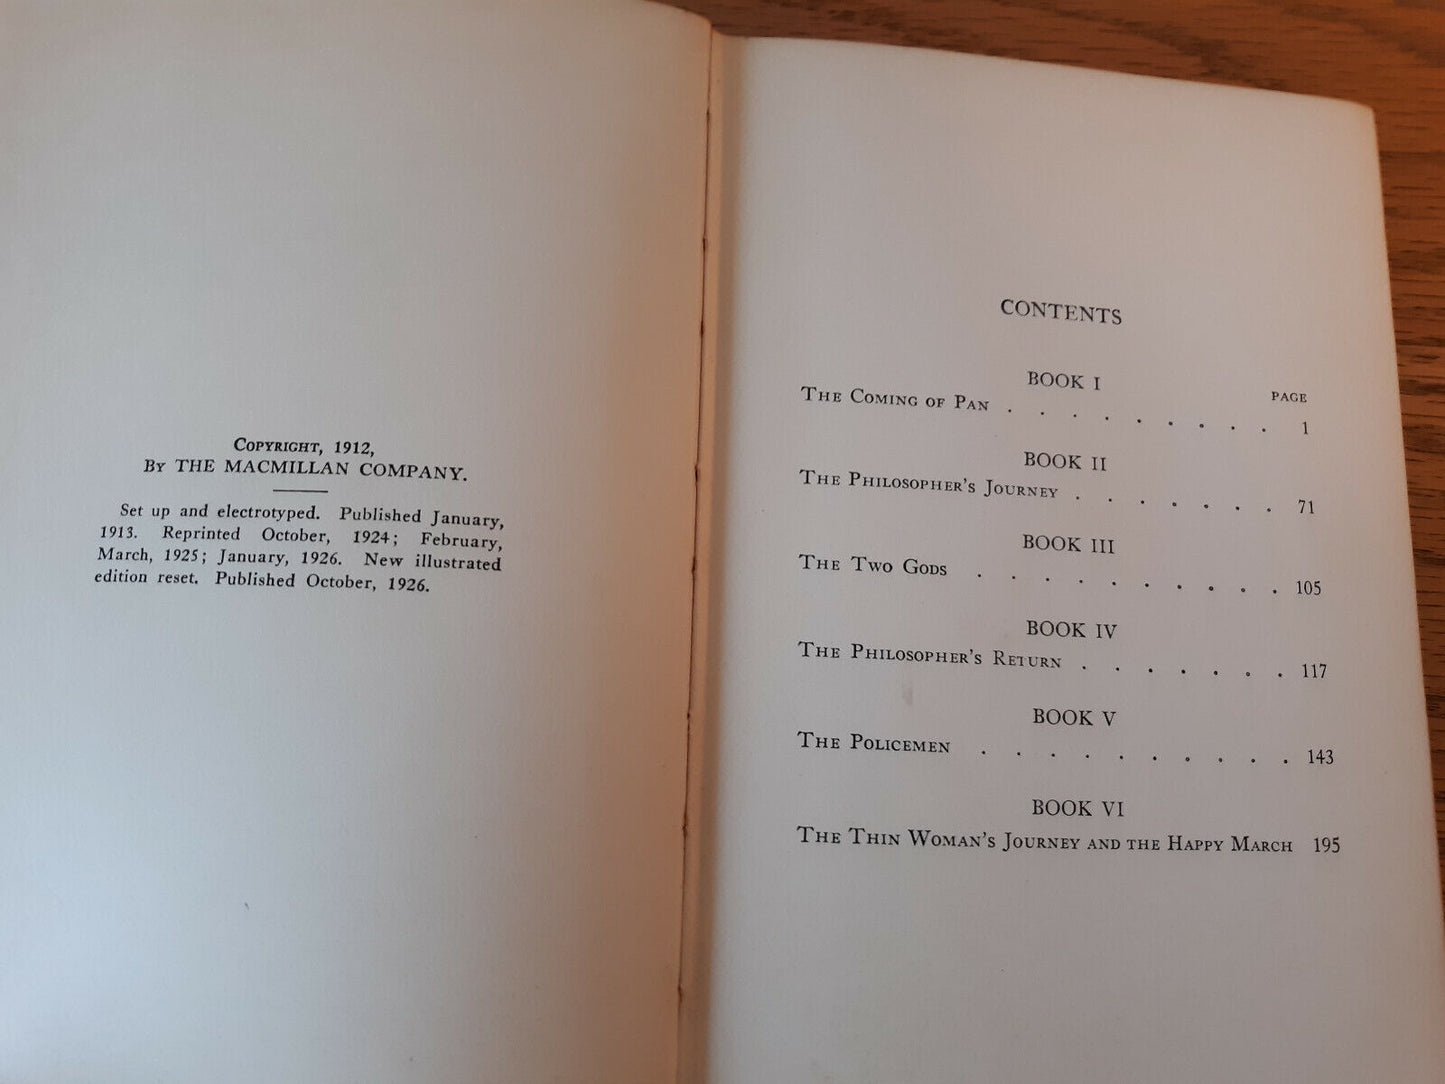 COPYRIGHT, 1912,
BY THE MACMILLAN COMPANY.
Set up and electrotyped. Published January,
1913. Reprinted October, 1924; February,
March, 1925; January, 1926. New illustrated
edition reset. Published October, 1926.
CONTENTS
BOOK I
PAGE
THE COMING OF PAN . . . . . . . . . 1
BOOK II
THE PHILOSOPHER'S JOURNEY . . . . . . . 71
BOOK III
THE TWO GODS . . . . . . . . . . 105
BOOK IV
THE PHILOSOPHER'S RETURN . . . . . . . 117
BOOK V
THE POLICEMEN . . . . . . . . . . 143
BOOK VI
THE THIN WOMAN'S JOURNEY AND THE HAPPY MARCH 195